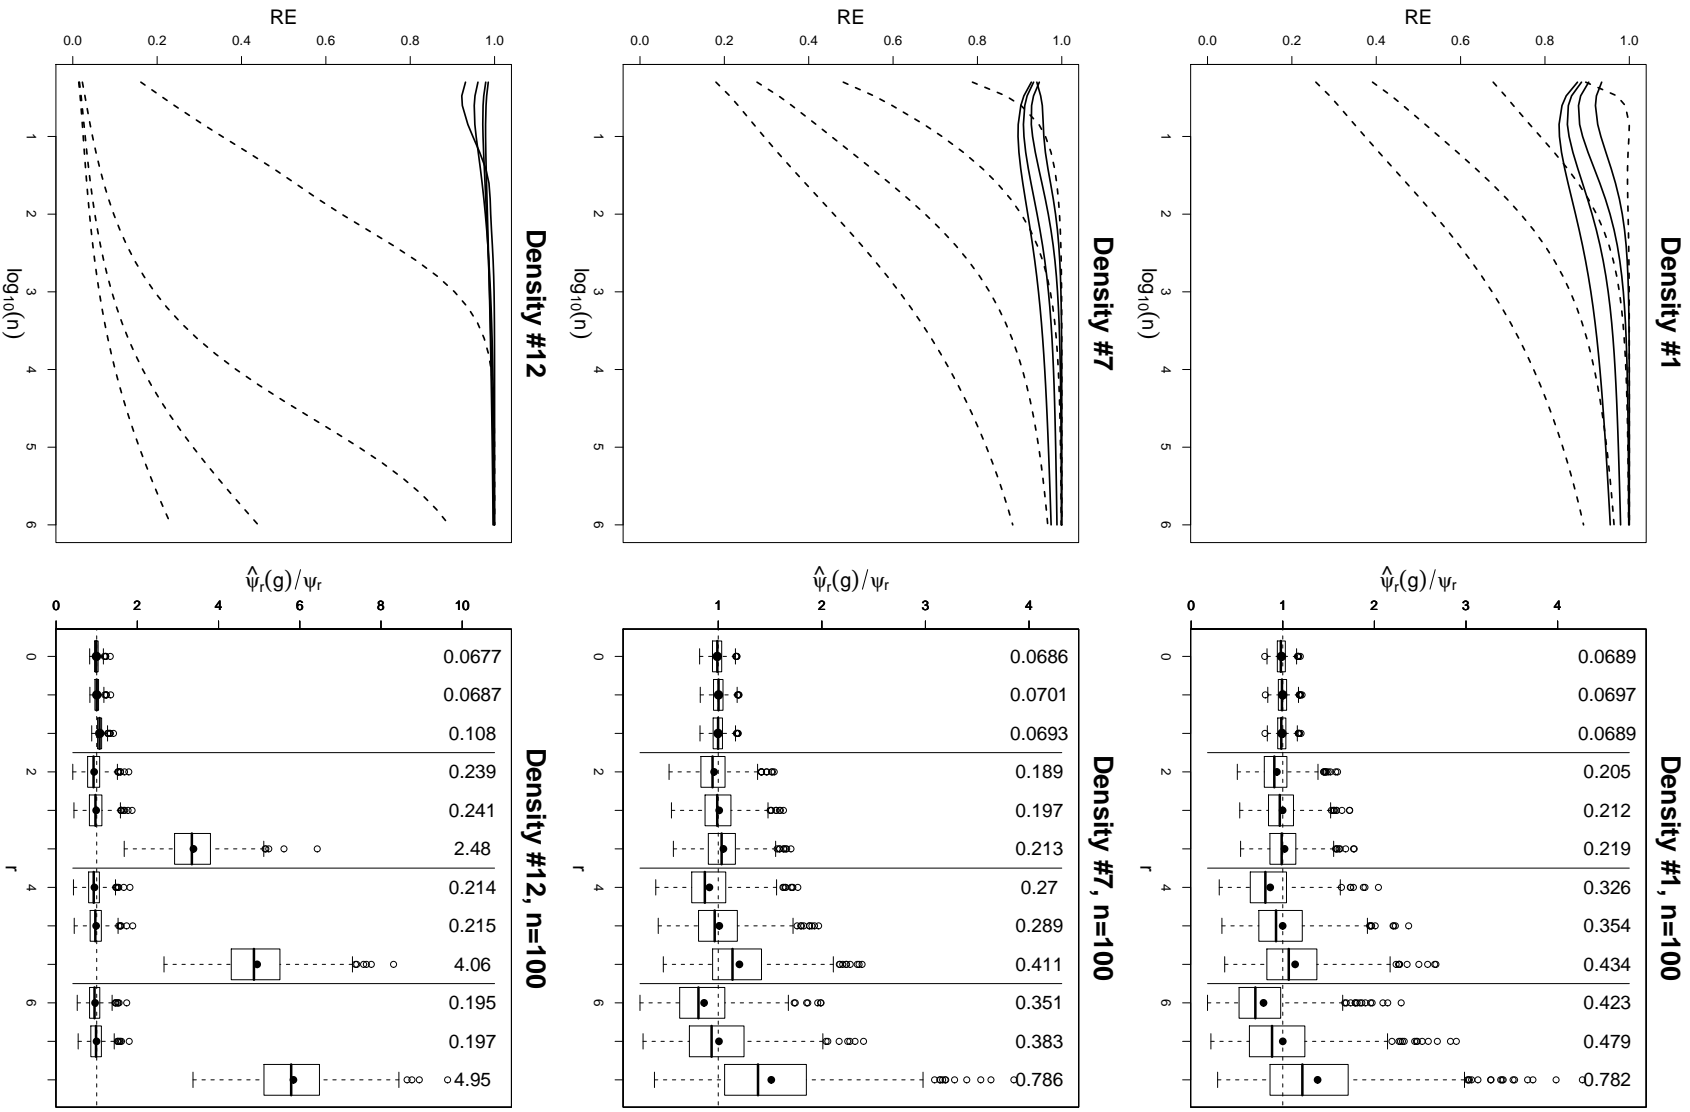 Density #1
RE
0.0 0.2 0.4 0.6 0.8 1.0
1 2 3 4 5 6
log₁₀(n)
Density #1, n=100
ψ̂ᵣ(g)/ψᵣ
0 1 2 3 4
0.0689
0.0697
0.0689
0.205
0.212
0.219
0.326
0.354
0.434
0.423
0.479
0.782
0 2 4 6
r
Density #7
RE
0.0 0.2 0.4 0.6 0.8 1.0
1 2 3 4 5 6
log₁₀(n)
Density #7, n=100
ψ̂ᵣ(g)/ψᵣ
1 2 3 4
0.0686
0.0701
0.0693
0.189
0.197
0.213
0.27
0.289
0.411
0.351
0.383
0.786
0 2 4 6
r
Density #12
RE
0.0 0.2 0.4 0.6 0.8 1.0
1 2 3 4 5 6
log₁₀(n)
Density #12, n=100
ψ̂ᵣ(g)/ψᵣ
0 2 4 6 8 10
0.0677
0.0687
0.108
0.239
0.241
2.48
0.214
0.215
4.06
0.195
0.197
4.95
0 2 4 6
r